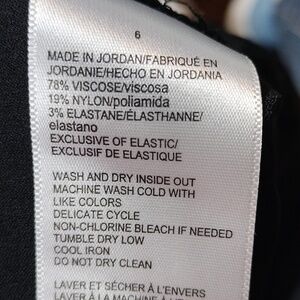 6
MADE IN JORDAN/FABRIQUÉ EN
JORDANIE/HECHO EN JORDANIA
78% VISCOSE/viscosa
19% NYLON/poliamida
3% ELASTANE/ÉLASTHANNE/
elastano
EXCLUSIVE OF ELASTIC/
EXCLUSIF DE ELASTIQUE
WASH AND DRY INSIDE OUT
MACHINE WASH COLD WITH
LIKE COLORS
DELICATE CYCLE
NON-CHLORINE BLEACH IF NEEDED
TUMBLE DRY LOW
COOL IRON
DO NOT DRY CLEAN
LAVER ET SÉCHER À L'ENVERS
LAVER À LA MACHINE À L'